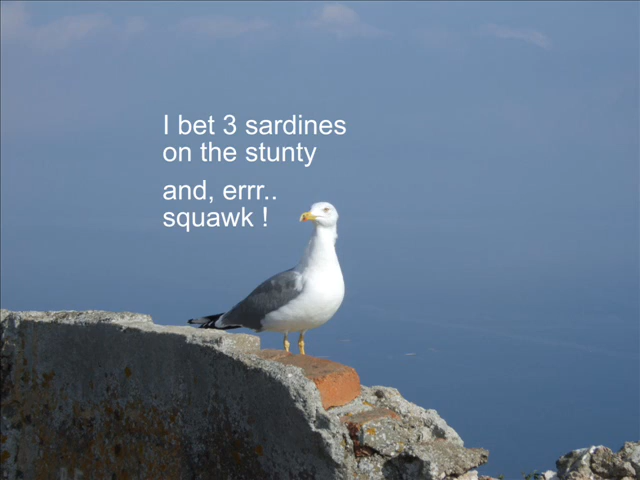 I bet 3 sardines
on the stunty
and, errr..
squawk !